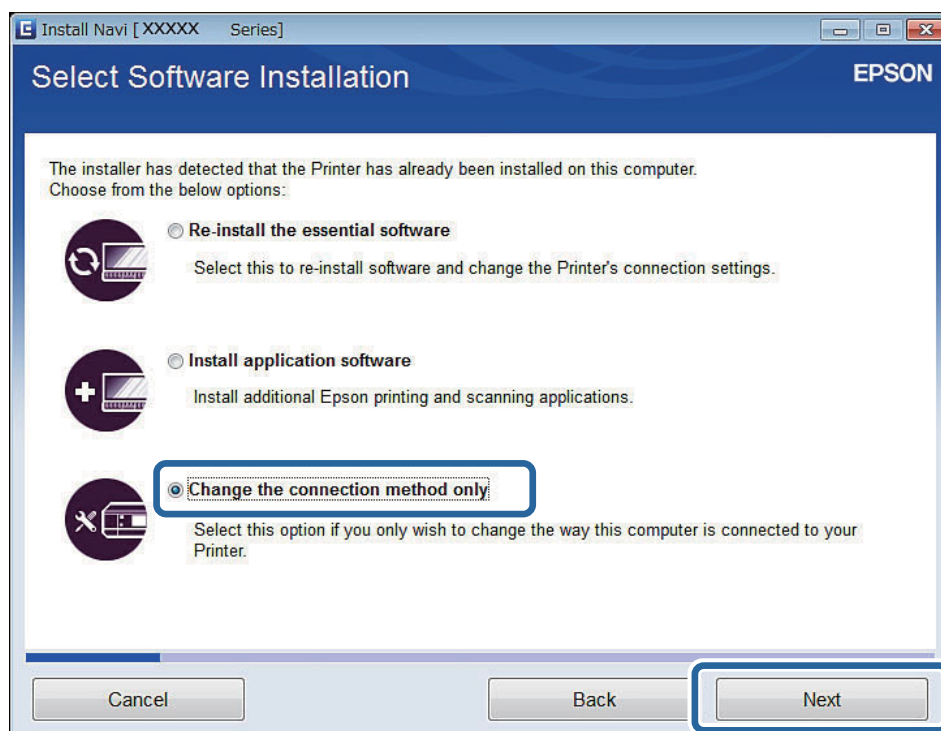 Install Navi [ XXXXX Series]
Select Software Installation
EPSON
The installer has detected that the Printer has already been installed on this computer.
Choose from the below options:
Re-install the essential software
Select this to re-install software and change the Printer's connection settings.
Install application software
Install additional Epson printing and scanning applications.
Change the connection method only
Select this option if you only wish to change the way this computer is connected to your
Printer.
Cancel
Back
Next